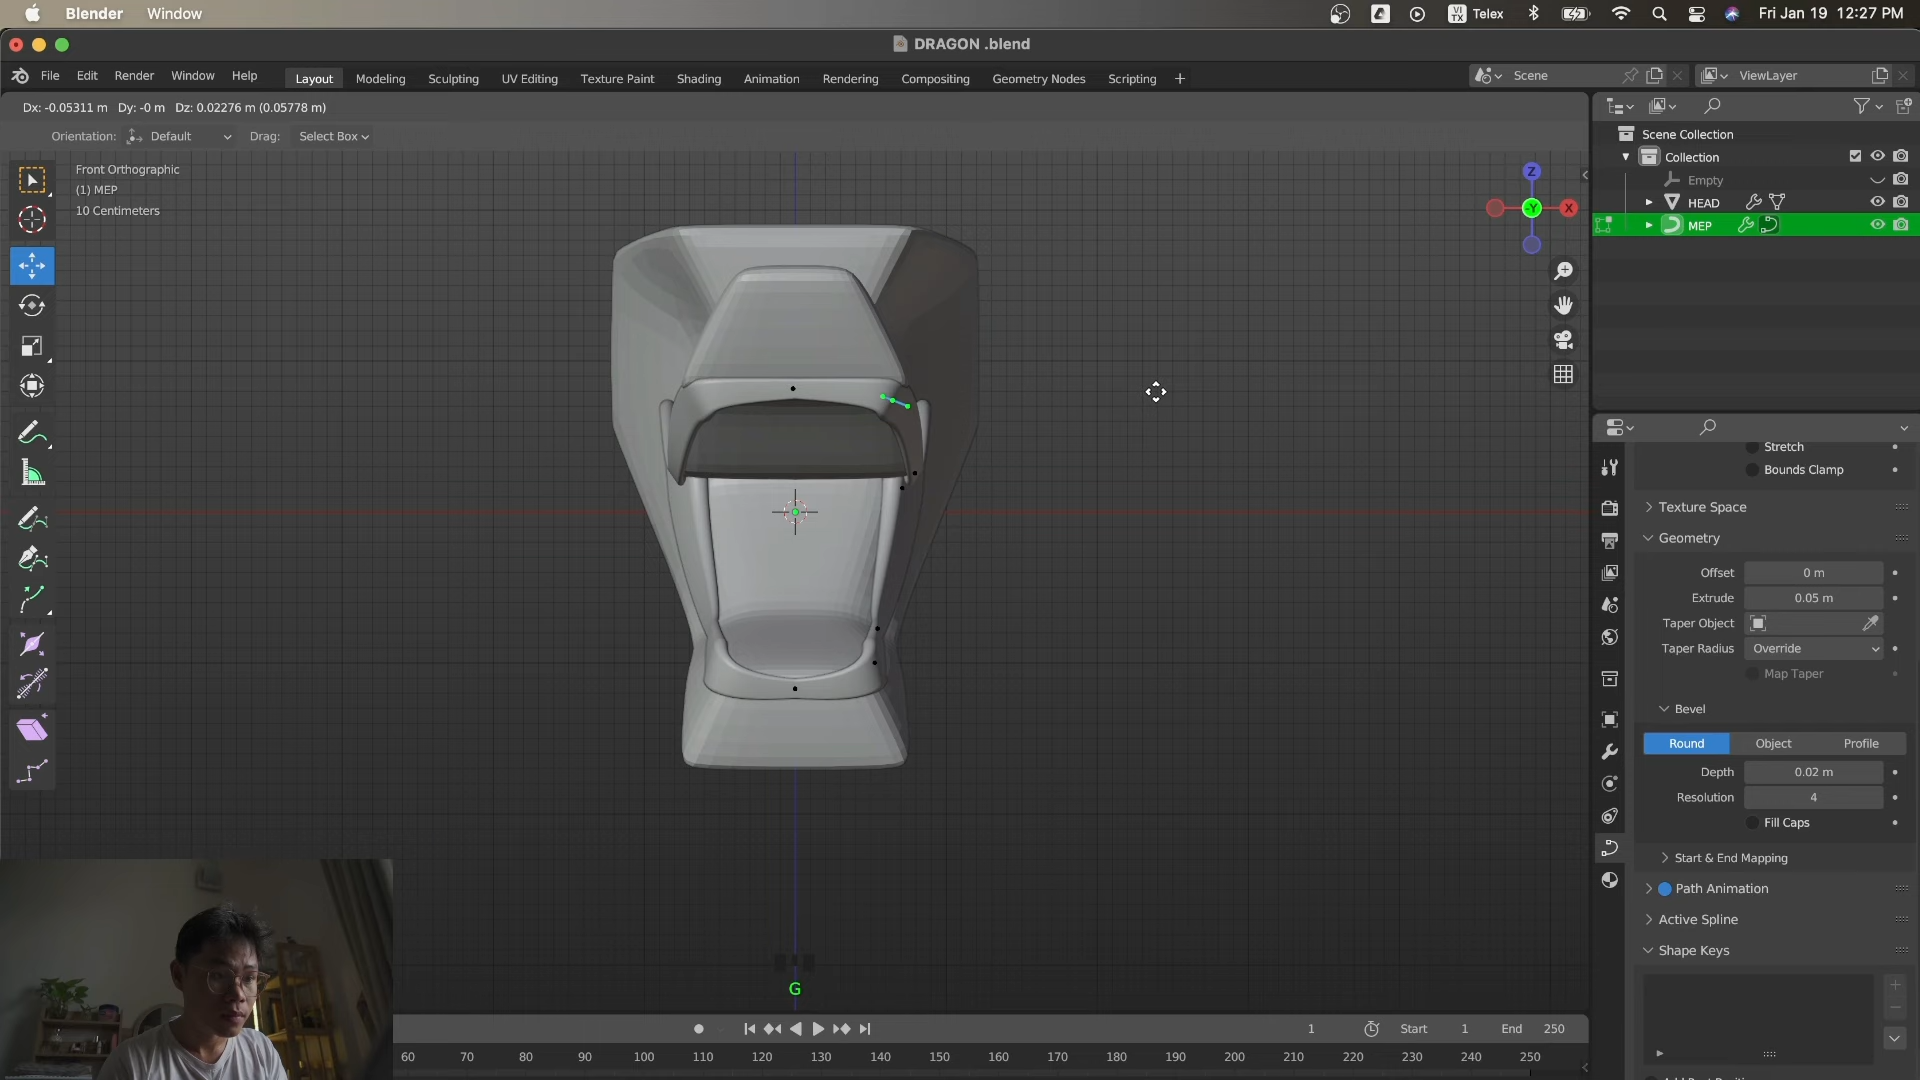 Blender Window
VI TX Telex Fri Jan 19 12:27 PM
DRAGON .blend
File Edit Render Window Help Layout Modeling Sculpting UV Editing Texture Paint Shading Animation Rendering Compositing Geometry Nodes Scripting + Scene ViewLayer
Dx: -0.05311 m Dy: -0 m Dz: 0.02276 m (0.05778 m)
Orientation: Default Drag: Select Box
Front Orthographic
(1) MEP
10 Centimeters
Z
-Y
X
Scene Collection
Collection
Empty
HEAD
MEP
Stretch
Bounds Clamp
Texture Space
Geometry
Offset 0 m
Extrude 0.05 m
Taper Object
Taper Radius Override
Map Taper
Bevel
Round Object Profile
Depth 0.02 m
Resolution 4
Fill Caps
Start & End Mapping
Path Animation
Active Spline
Shape Keys
G
1 Start 1 End 250
60 70 80 90 100 110 120 130 140 150 160 170 180 190 200 210 220 230 240 250